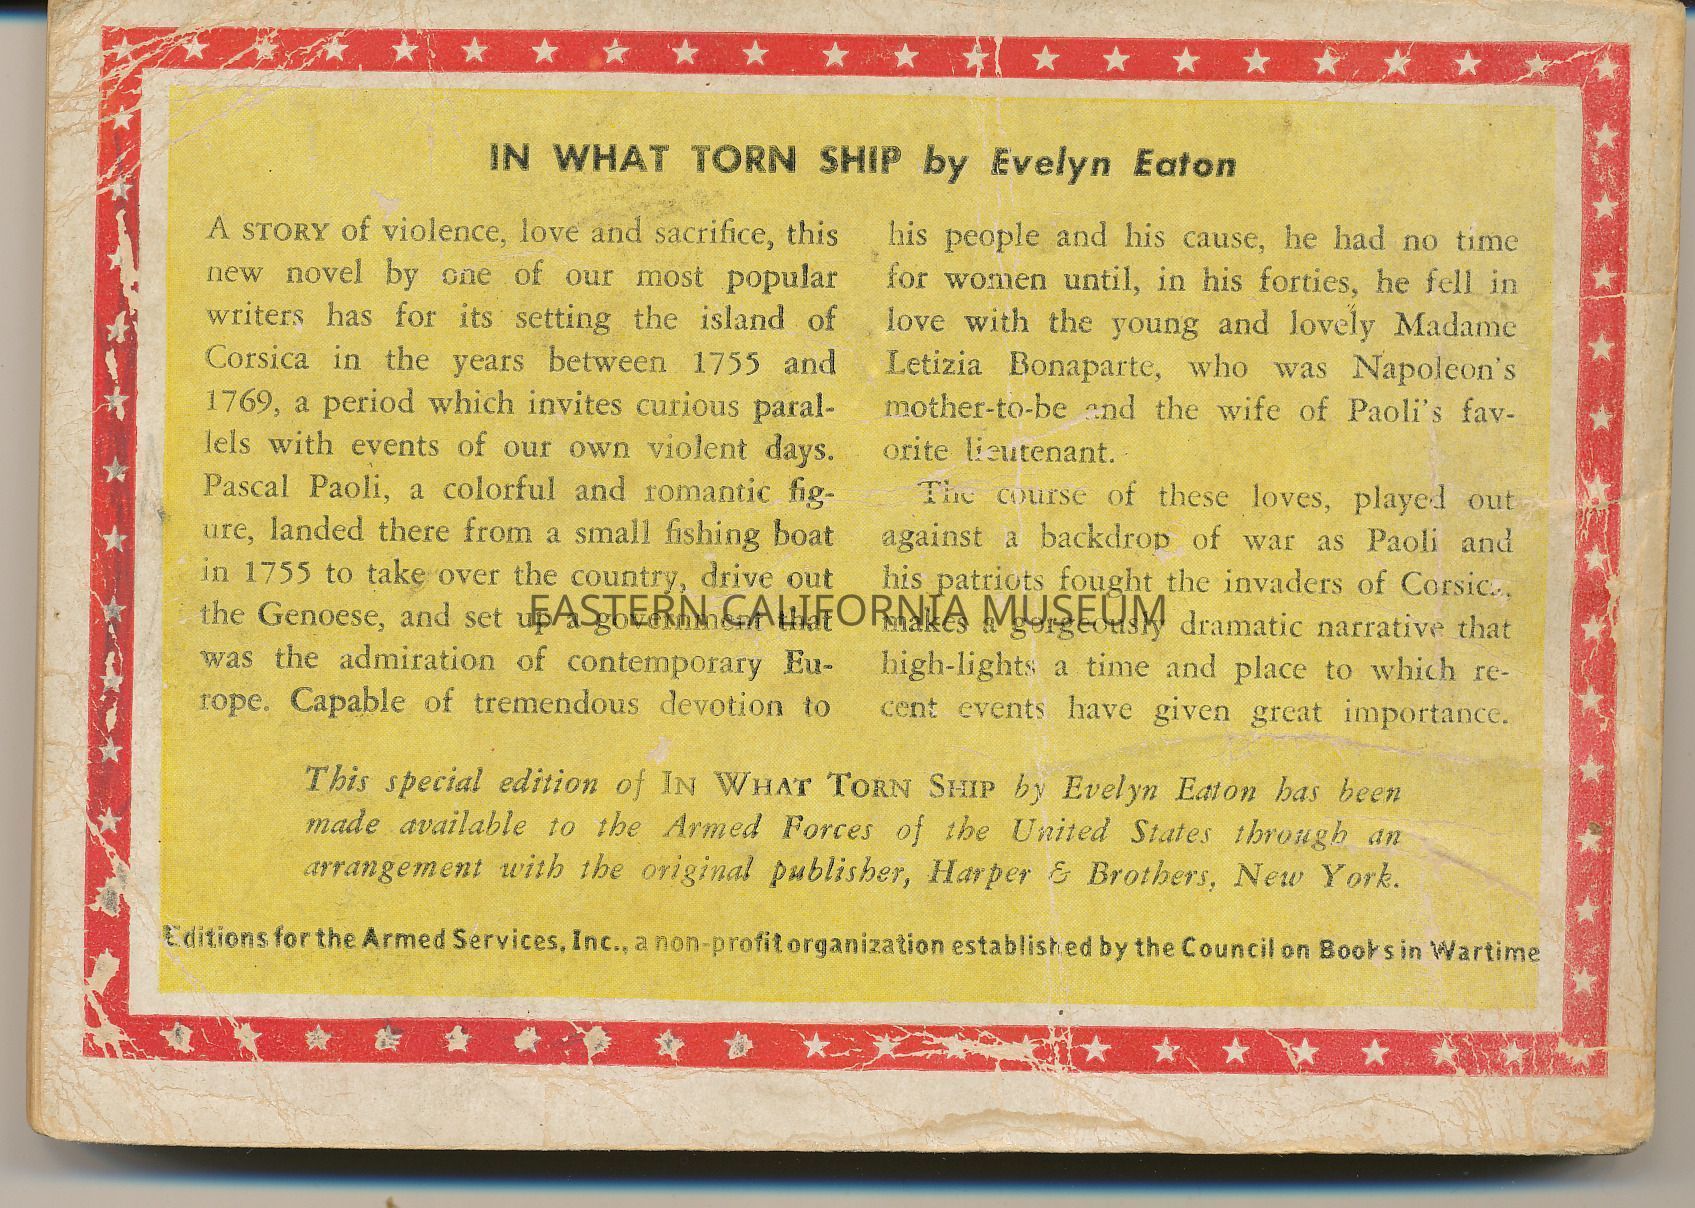 IN WHAT TORN SHIP by Evelyn Eaton
A STORY of violence, love and sacrifice, this
new novel by one of our most popular
writers has for its setting the island of
Corsica in the years between 1755 and
1769, a period which invites curious paral-
lels with events of our own violent days.
Pascal Paoli, a colorful and romantic fig-
ure, landed there from a small fishing boat
in 1755 to take over the country, drive out
the Genoese, and set up a government that
was the admiration of contemporary Eu-
rope. Capable of tremendous devotion to
his people and his cause, he had no time
for women until, in his forties, he fell in
love with the young and lovely Madame
Letizia Bonaparte, who was Napoleon's
mother-to-be and the wife of Paoli's fav-
orite lieutenant.
The course of these loves, played out
against a backdrop of war as Paoli and
his patriots fought the invaders of Corsica,
makes a gorgeously dramatic narrative that
high-lights a time and place to which re-
cent events have given great importance.
EASTERN CALIFORNIA MUSEUM
This special edition of IN WHAT TORN SHIP by Evelyn Eaton has been
made available to the Armed Forces of the United States through an
arrangement with the original publisher, Harper & Brothers, New York.
Editions for the Armed Services, Inc., a non-profit organization established by the Council on Books in Wartime